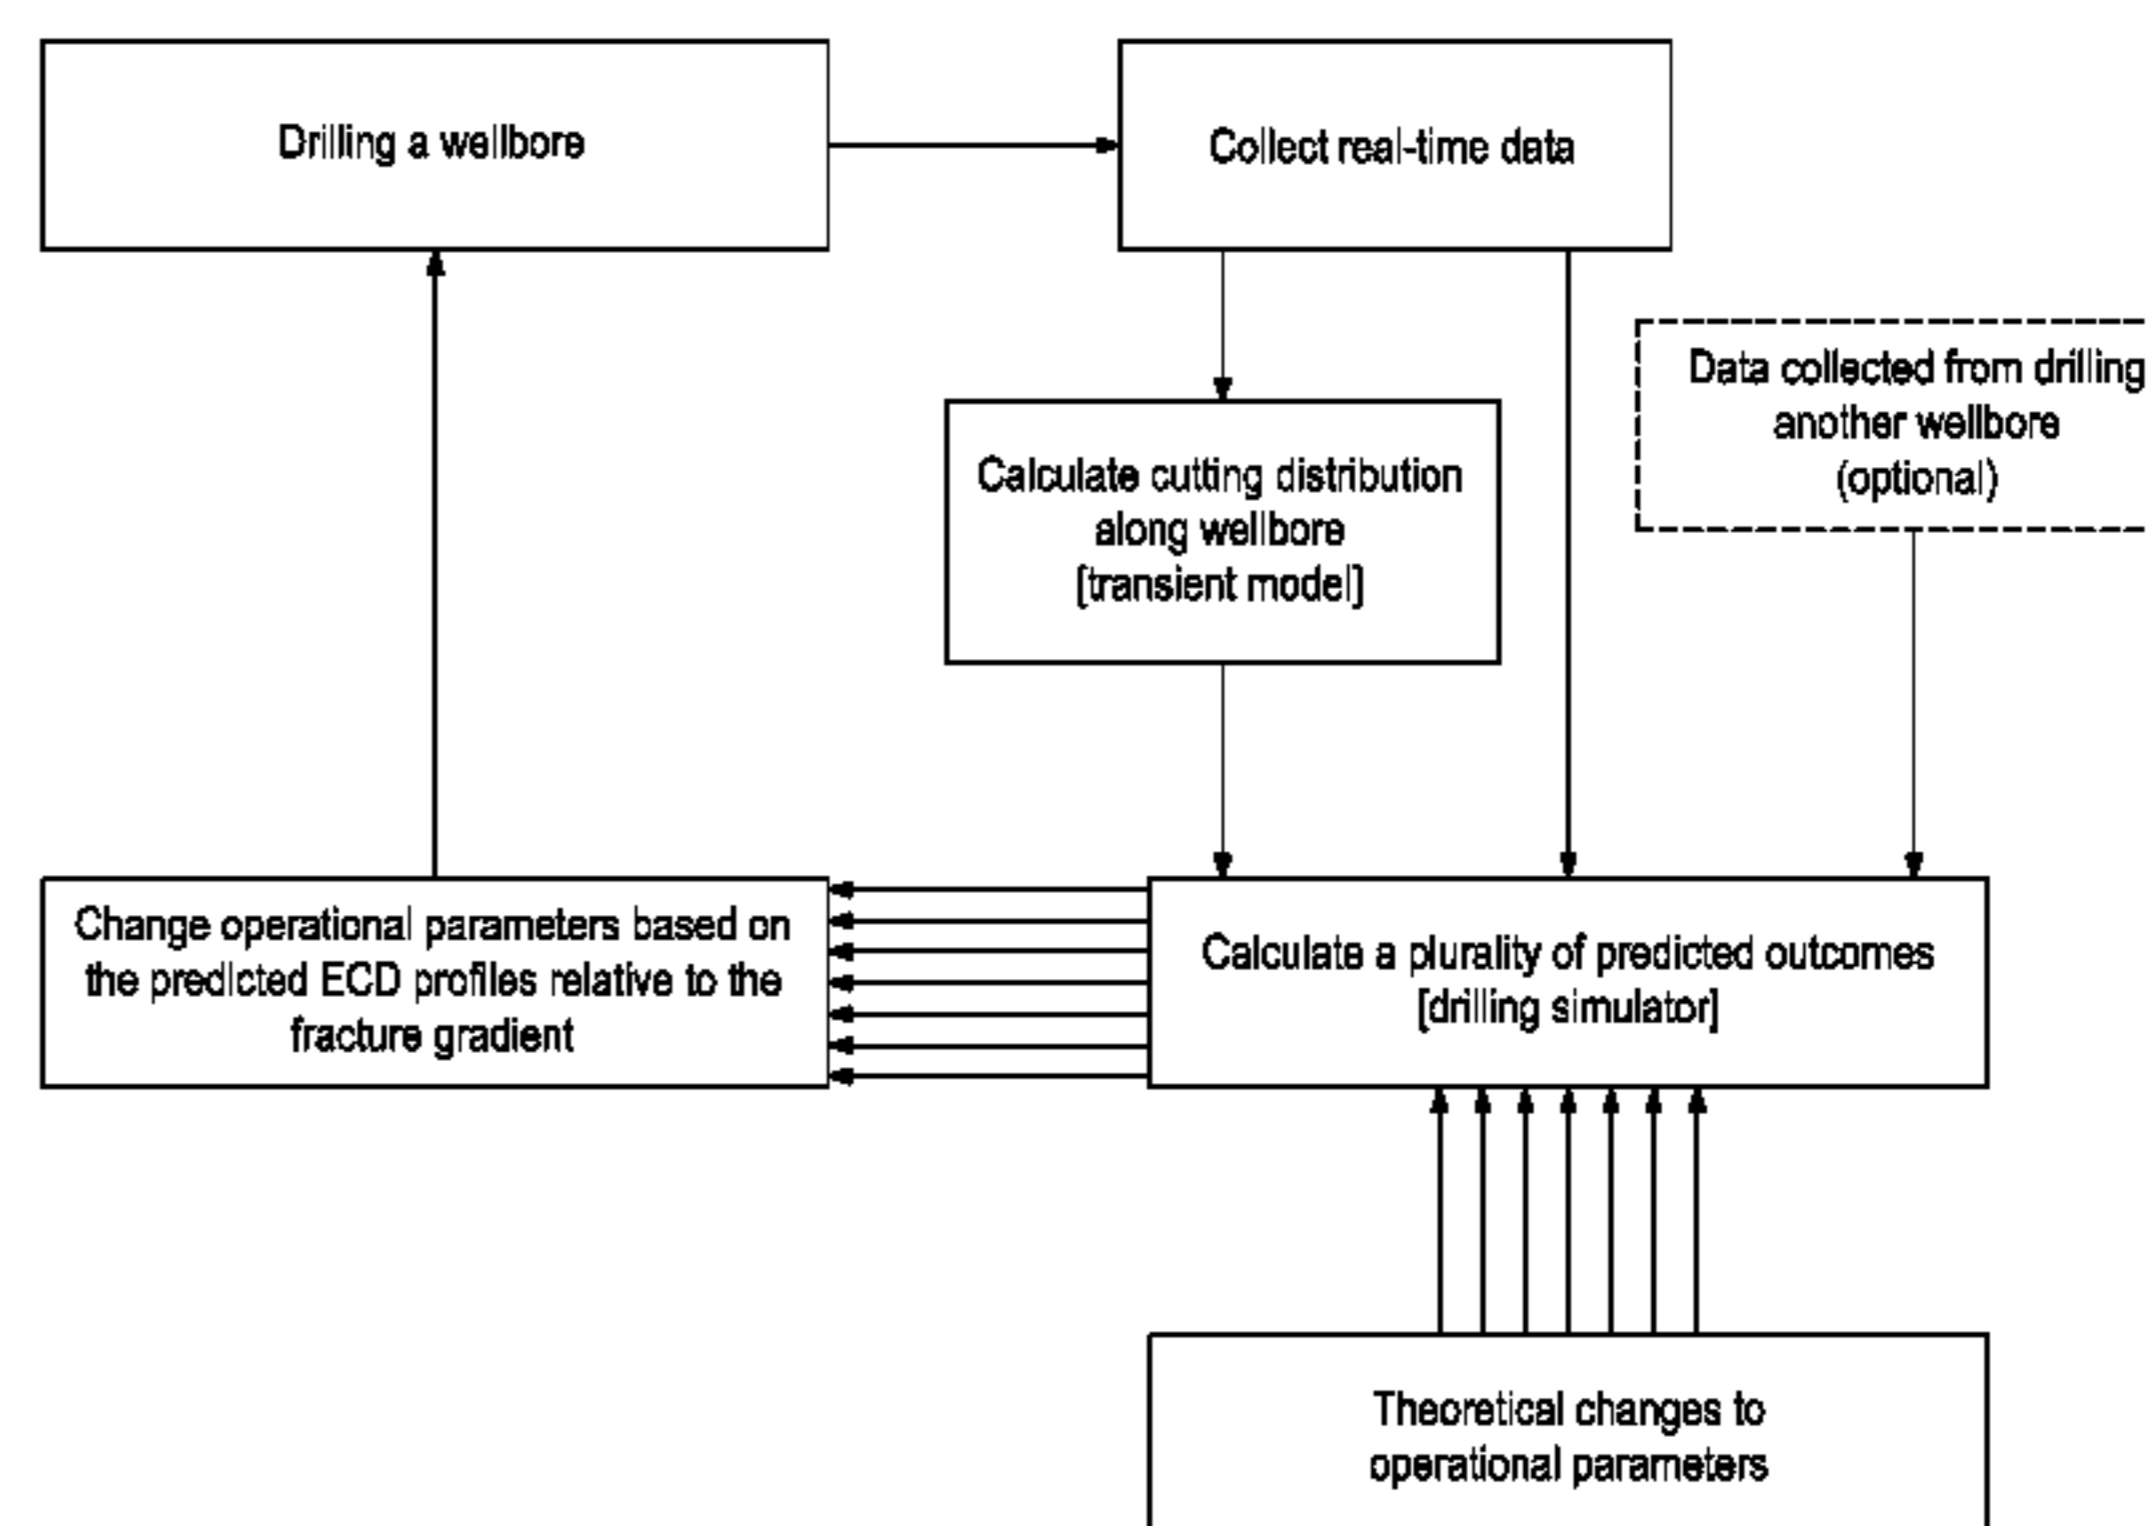 Drilling a wellbore
Collect real-time data
Data collected from drilling
another wellbore
(optional)
Calculate cutting distribution
along wellbore
[transient model]
Change operational parameters based on
the predicted ECD profiles relative to the
fracture gradient
Calculate a plurality of predicted outcomes
[drilling simulator]
Theoretical changes to
operational parameters